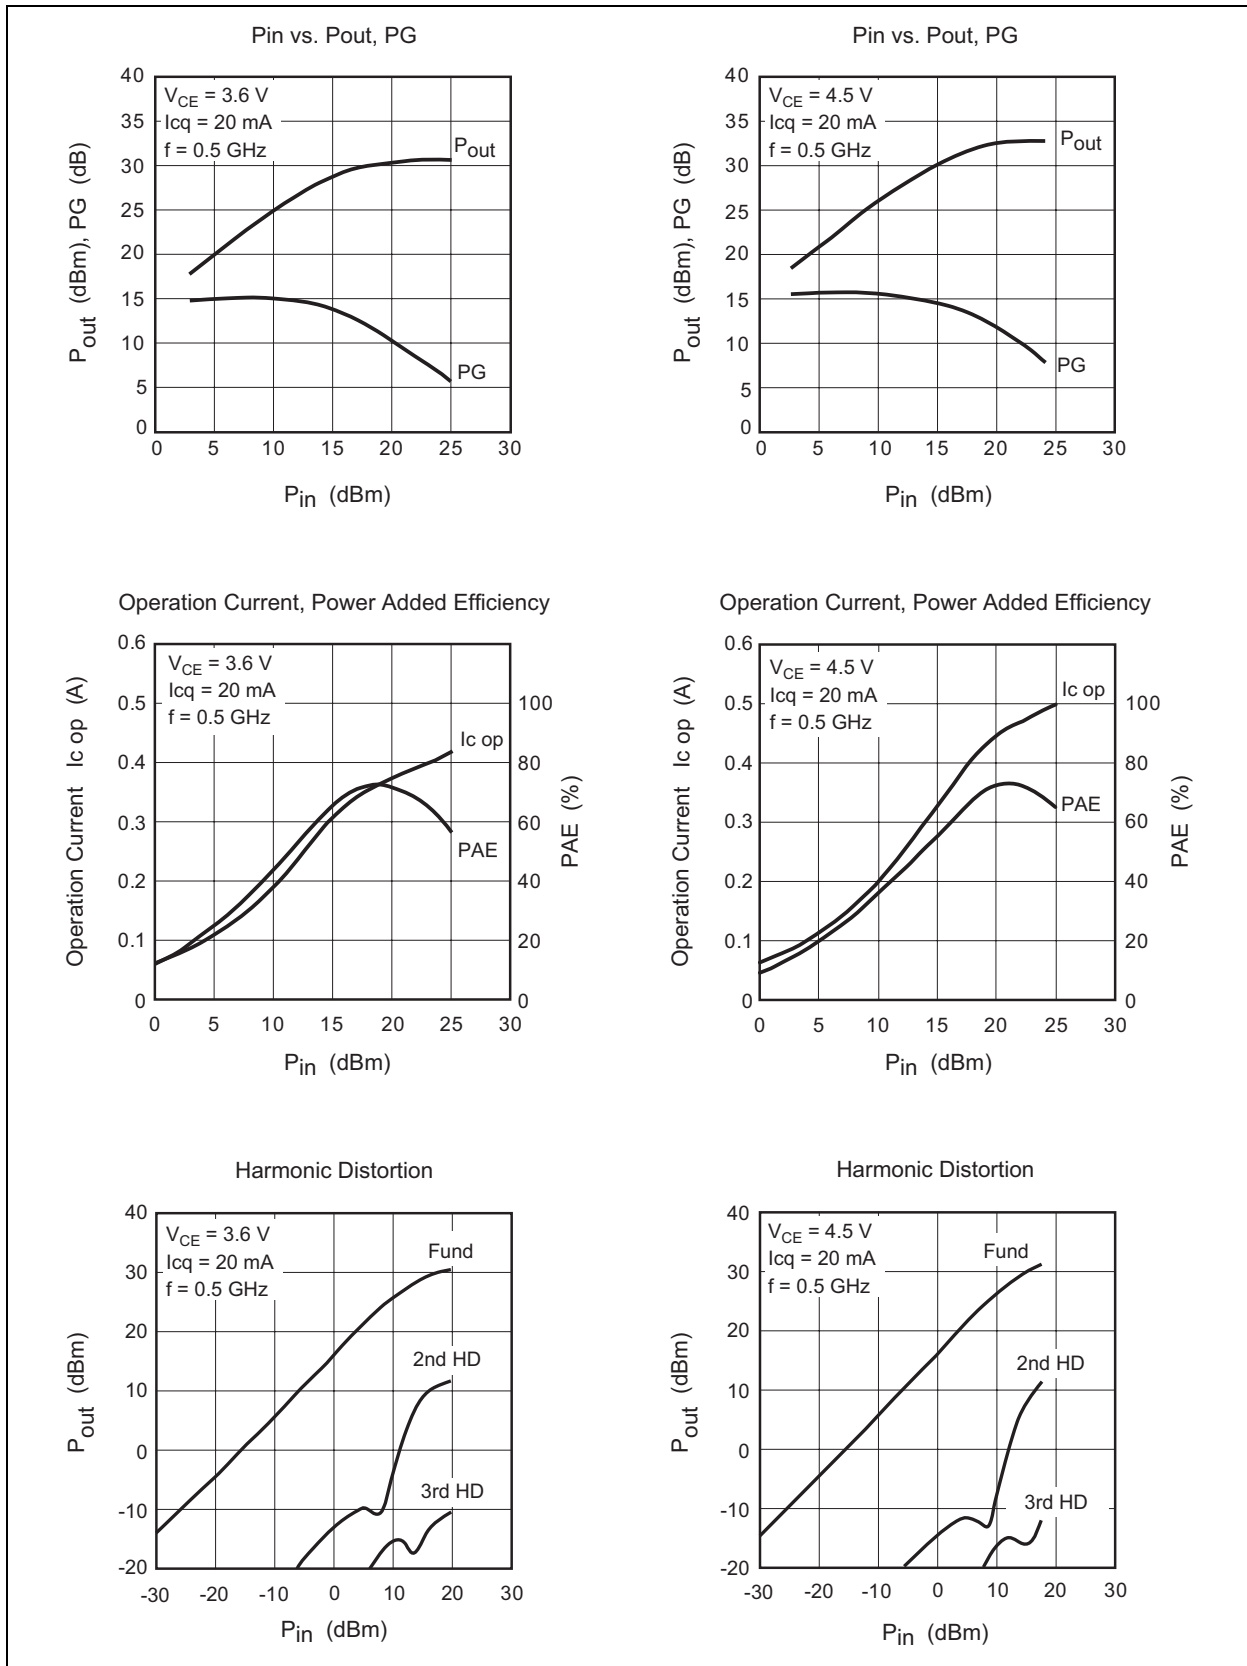 Pin vs. Pout, PG
40
35
30
25
20
15
10
5
0
Pout (dBm), PG (dB)
VCE = 3.6 V
Icq = 20 mA
f = 0.5 GHz
Pout
PG
0 5 10 15 20 25 30
Pin (dBm)
Pin vs. Pout, PG
40
35
30
25
20
15
10
5
0
Pout (dBm), PG (dB)
VCE = 4.5 V
Icq = 20 mA
f = 0.5 GHz
Pout
PG
0 5 10 15 20 25 30
Pin (dBm)
Operation Current, Power Added Efficiency
0.6
0.5
0.4
0.3
0.2
0.1
0
Operation Current Ic op (A)
VCE = 3.6 V
Icq = 20 mA
f = 0.5 GHz
Ic op
PAE
100
80
60
40
20
0
PAE (%)
0 5 10 15 20 25 30
Pin (dBm)
Operation Current, Power Added Efficiency
0.6
0.5
0.4
0.3
0.2
0.1
0
Operation Current Ic op (A)
VCE = 4.5 V
Icq = 20 mA
f = 0.5 GHz
Ic op
PAE
100
80
60
40
20
0
PAE (%)
0 5 10 15 20 25 30
Pin (dBm)
Harmonic Distortion
40
30
20
10
0
-10
-20
Pout (dBm)
VCE = 3.6 V
Icq = 20 mA
f = 0.5 GHz
Fund
2nd HD
3rd HD
-30 -20 -10 0 10 20 30
Pin (dBm)
Harmonic Distortion
40
30
20
10
0
-10
-20
Pout (dBm)
VCE = 4.5 V
Icq = 20 mA
f = 0.5 GHz
Fund
2nd HD
3rd HD
-30 -20 -10 0 10 20 30
Pin (dBm)